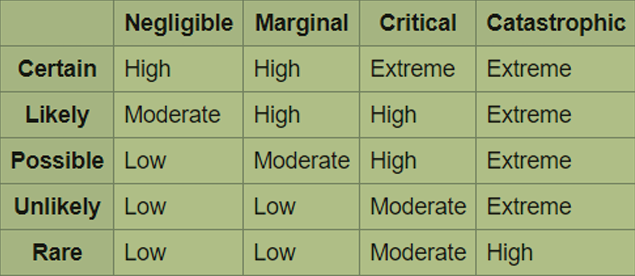 Negligible Marginal Critical Catastrophic
Certain High High Extreme Extreme
Likely Moderate High High Extreme
Possible Low Moderate High Extreme
Unlikely Low Low Moderate Extreme
Rare Low Low Moderate High